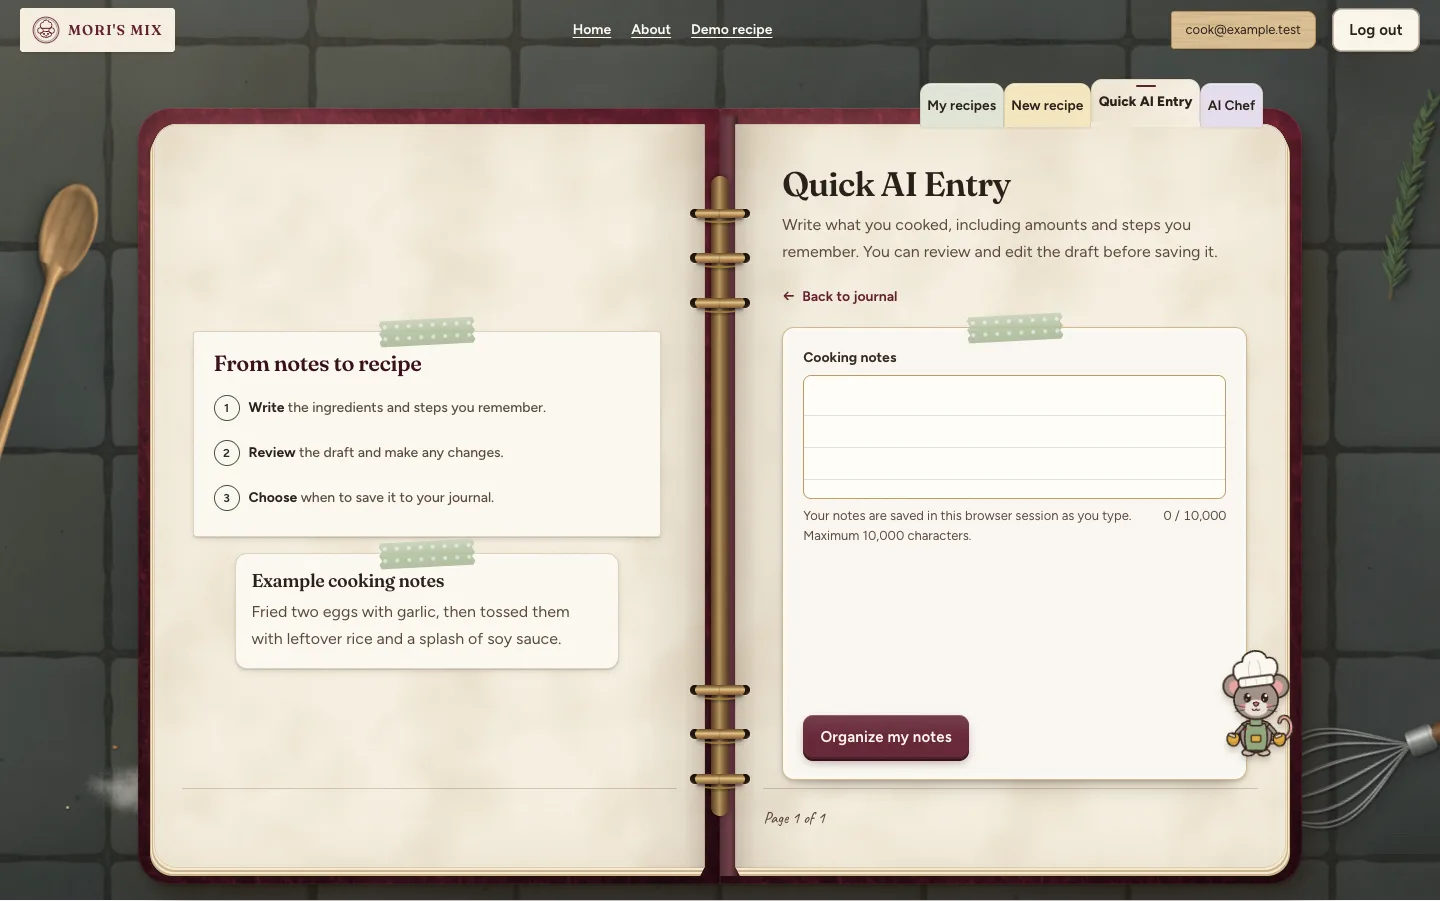 MORI'S MIX
Home
About
Demo recipe
cook@example.test
Log out
My recipes
New recipe
Quick AI Entry
AI Chef
From notes to recipe
1 Write the ingredients and steps you remember.
2 Review the draft and make any changes.
3 Choose when to save it to your journal.
Example cooking notes
Fried two eggs with garlic, then tossed them
with leftover rice and a splash of soy sauce.
Quick AI Entry
Write what you cooked, including amounts and steps you
remember. You can review and edit the draft before saving it.
← Back to journal
Cooking notes
Your notes are saved in this browser session as you type.
Maximum 10,000 characters.
0 / 10,000
Organize my notes
Page 1 of 1